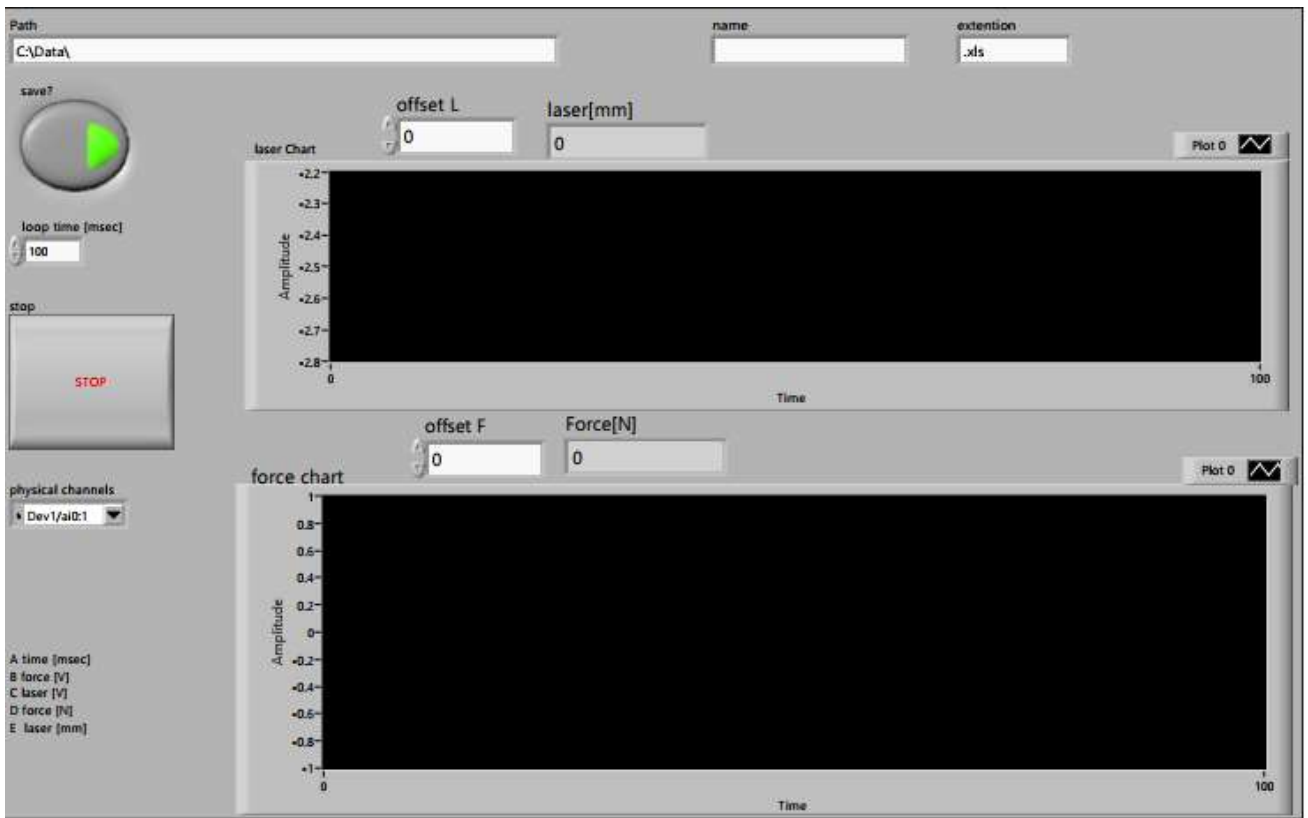 Path
name
extention
C:\Data\
.xls
save?
offset L
laser[mm]
0
0
laser Chart
Plot 0
-2.2
-2.3
-2.4
-2.5
-2.6
-2.7
-2.8
Amplitude
0
100
Time
loop time [msec]
100
stop
STOP
offset F
Force[N]
0
0
force chart
Plot 0
physical channels
Dev1/ai0:1
1
0.8
0.6
0.4
0.2
0
-0.2
-0.4
-0.6
-0.8
-1
Amplitude
0
100
Time
A time [msec]
B force [V]
C laser [V]
D force [N]
E laser [mm]